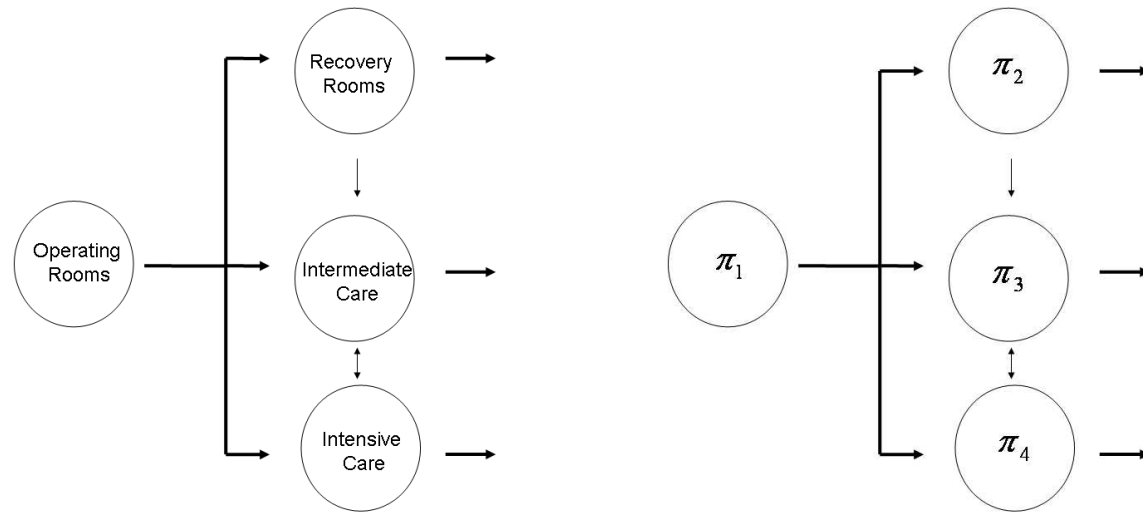 Recovery
Rooms
Operating
Rooms
Intermediate
Care
Intensive
Care
π₂
π₁
π₃
π₄